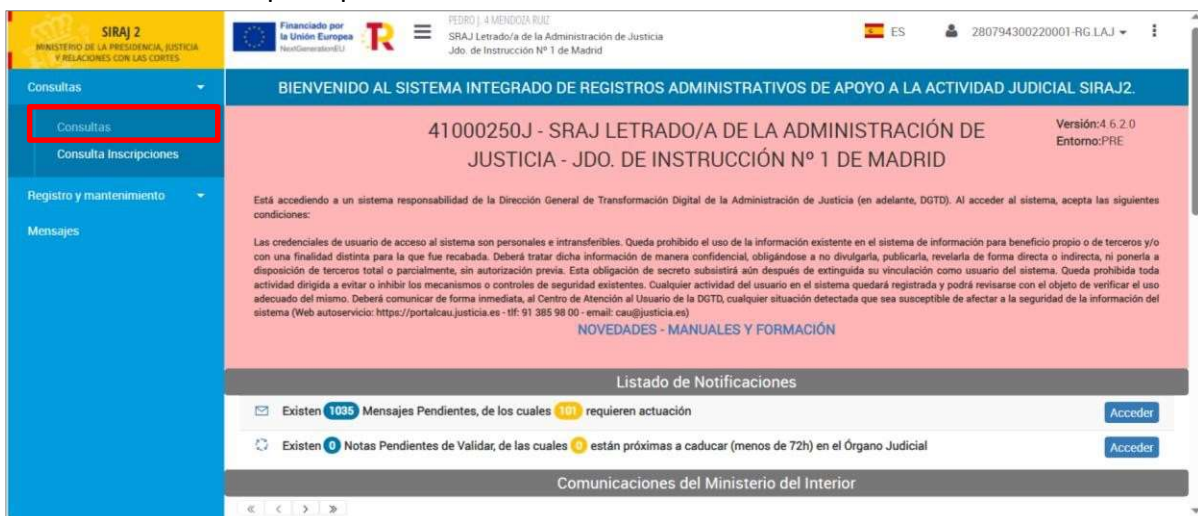 SIRAJ 2
MINISTERIO DE LA PRESIDENCIA, JUSTICIA
Y RELACIONES CON LAS CORTES
Financiado por
la Unión Europea
NextGenerationEU
PEDRO J. 4 MENDOZA RUIZ
SRAJ Letrado/a de la Administración de Justicia
Jdo. de Instrucción Nº 1 de Madrid
ES
280794300220001-RG.LAJ
Consultas
Consultas
Consulta Inscripciones
Registro y mantenimiento
Mensajes
BIENVENIDO AL SISTEMA INTEGRADO DE REGISTROS ADMINISTRATIVOS DE APOYO A LA ACTIVIDAD JUDICIAL SIRAJ2.
41000250J - SRAJ LETRADO/A DE LA ADMINISTRACIÓN DE
JUSTICIA - JDO. DE INSTRUCCIÓN Nº 1 DE MADRID
Versión:4.6.2.0
Entorno:PRE
Está accediendo a un sistema responsabilidad de la Dirección General de Transformación Digital de la Administración de Justicia (en adelante, DGTD). Al acceder al sistema, acepta las siguientes
condiciones:
Las credenciales de usuario de acceso al sistema son personales e intransferibles. Queda prohibido el uso de la información existente en el sistema de información para beneficio propio o de terceros y/o
con una finalidad distinta para la que fue recabada. Deberá tratar dicha información de manera confidencial, obligándose a no divulgarla, publicarla, revelarla de forma directa o indirecta, ni ponerla a
disposición de terceros total o parcialmente, sin autorización previa. Esta obligación de secreto subsistirá aún después de extinguida su vinculación como usuario del sistema. Queda prohibida toda
actividad dirigida a evitar o inhibir los mecanismos o controles de seguridad existentes. Cualquier actividad del usuario en el sistema quedará registrada y podrá revisarse con el objeto de verificar el uso
adecuado del mismo. Deberá comunicar de forma inmediata, al Centro de Atención al Usuario de la DGTD, cualquier situación detectada que sea susceptible de afectar a la seguridad de la información del
sistema (Web autoservicio: https://portalcau.justicia.es - tlf: 91 385 98 00 - email: cau@justicia.es)
NOVEDADES - MANUALES Y FORMACIÓN
Listado de Notificaciones
Existen 1035 Mensajes Pendientes, de los cuales 101 requieren actuación
Acceder
Existen 0 Notas Pendientes de Validar, de las cuales 0 están próximas a caducar (menos de 72h) en el Órgano Judicial
Acceder
Comunicaciones del Ministerio del Interior